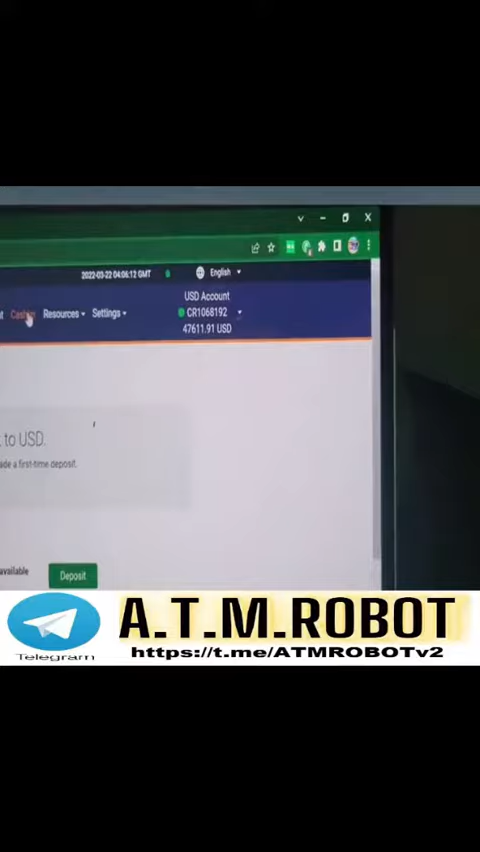 2022-03-22 04:06:12 GMT
English
USD Account
Resources
Settings
CR1068192
47611.91 USD
to USD.
ade a first-time deposit.
available
Deposit
A.T.M.ROBOT
Telegram
https://t.me/ATMROBOTv2